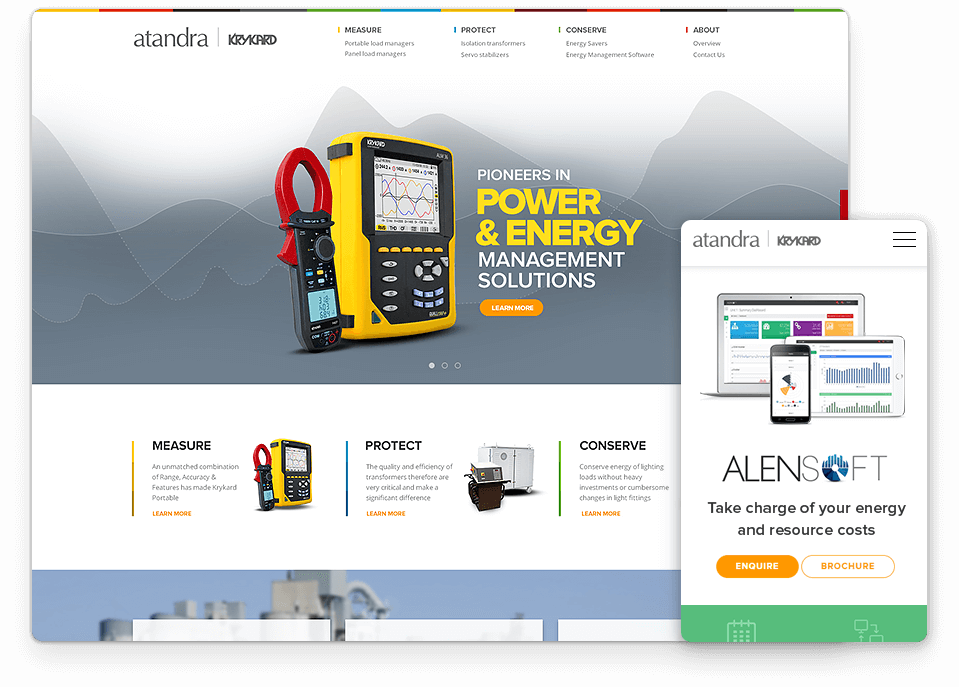 atandra | KRYKARD
MEASURE
Portable load managers
Panel load managers
PROTECT
Isolation transformers
Servo stabilizers
CONSERVE
Energy Savers
Energy Management Software
ABOUT
Overview
Contact Us
KRYKARD
PIONEERS IN
POWER
& ENERGY
MANAGEMENT
SOLUTIONS
LEARN MORE
MEASURE
An unmatched combination
of Range, Accuracy &
Features has made Krykard
Portable
LEARN MORE
PROTECT
The quality and efficiency of
transformers therefore are
very critical and make a
significant difference
LEARN MORE
CONSERVE
Conserve energy of lighting
loads without heavy
investments or cumbersome
changes in light fittings
LEARN MORE
atandra | KRYKARD
ALENSOFT
Take charge of your energy
and resource costs
ENQUIRE
BROCHURE